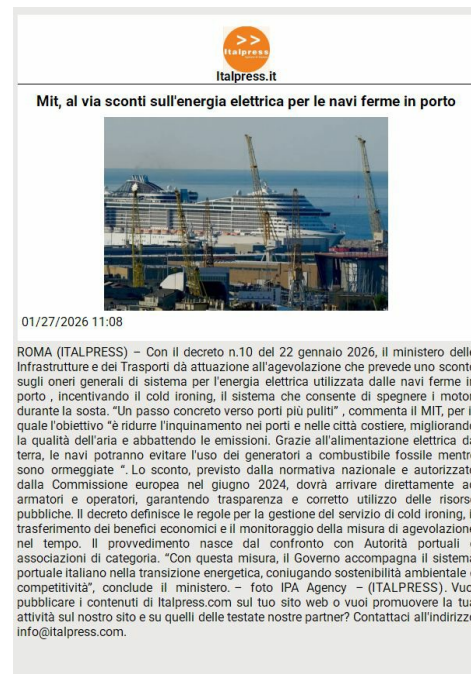 >>
Italpress
Italpress.it
Mit, al via sconti sull'energia elettrica per le navi ferme in porto
01/27/2026 11:08
ROMA (ITALPRESS) – Con il decreto n.10 del 22 gennaio 2026, il ministero delle
Infrastrutture e dei Trasporti dà attuazione all'agevolazione che prevede uno sconto
sugli oneri generali di sistema per l'energia elettrica utilizzata dalle navi ferme in
porto , incentivando il cold ironing, il sistema che consente di spegnere i motori
durante la sosta. “Un passo concreto verso porti più puliti” , commenta il MIT, per il
quale l'obiettivo “è ridurre l'inquinamento nei porti e nelle città costiere, migliorando
la qualità dell'aria e abbattendo le emissioni. Grazie all'alimentazione elettrica da
terra, le navi potranno evitare l'uso dei generatori a combustibile fossile mentre
sono ormeggiate “. Lo sconto, previsto dalla normativa nazionale e autorizzato
dalla Commissione europea nel giugno 2024, dovrà arrivare direttamente ad
armatori e operatori, garantendo trasparenza e corretto utilizzo delle risorse
pubbliche. Il decreto definisce le regole per la gestione del servizio di cold ironing, il
trasferimento dei benefici economici e il monitoraggio della misura di agevolazione
nel tempo. Il provvedimento nasce dal confronto con Autorità portuali e
associazioni di categoria. “Con questa misura, il Governo accompagna il sistema
portuale italiano nella transizione energetica, coniugando sostenibilità ambientale e
competitività”, conclude il ministero. – foto IPA Agency – (ITALPRESS). Vuoi
pubblicare i contenuti di Italpress.com sul tuo sito web o vuoi promuovere la tua
attività sul nostro sito e su quelli delle testate nostre partner? Contattaci all'indirizzo
info@italpress.com.